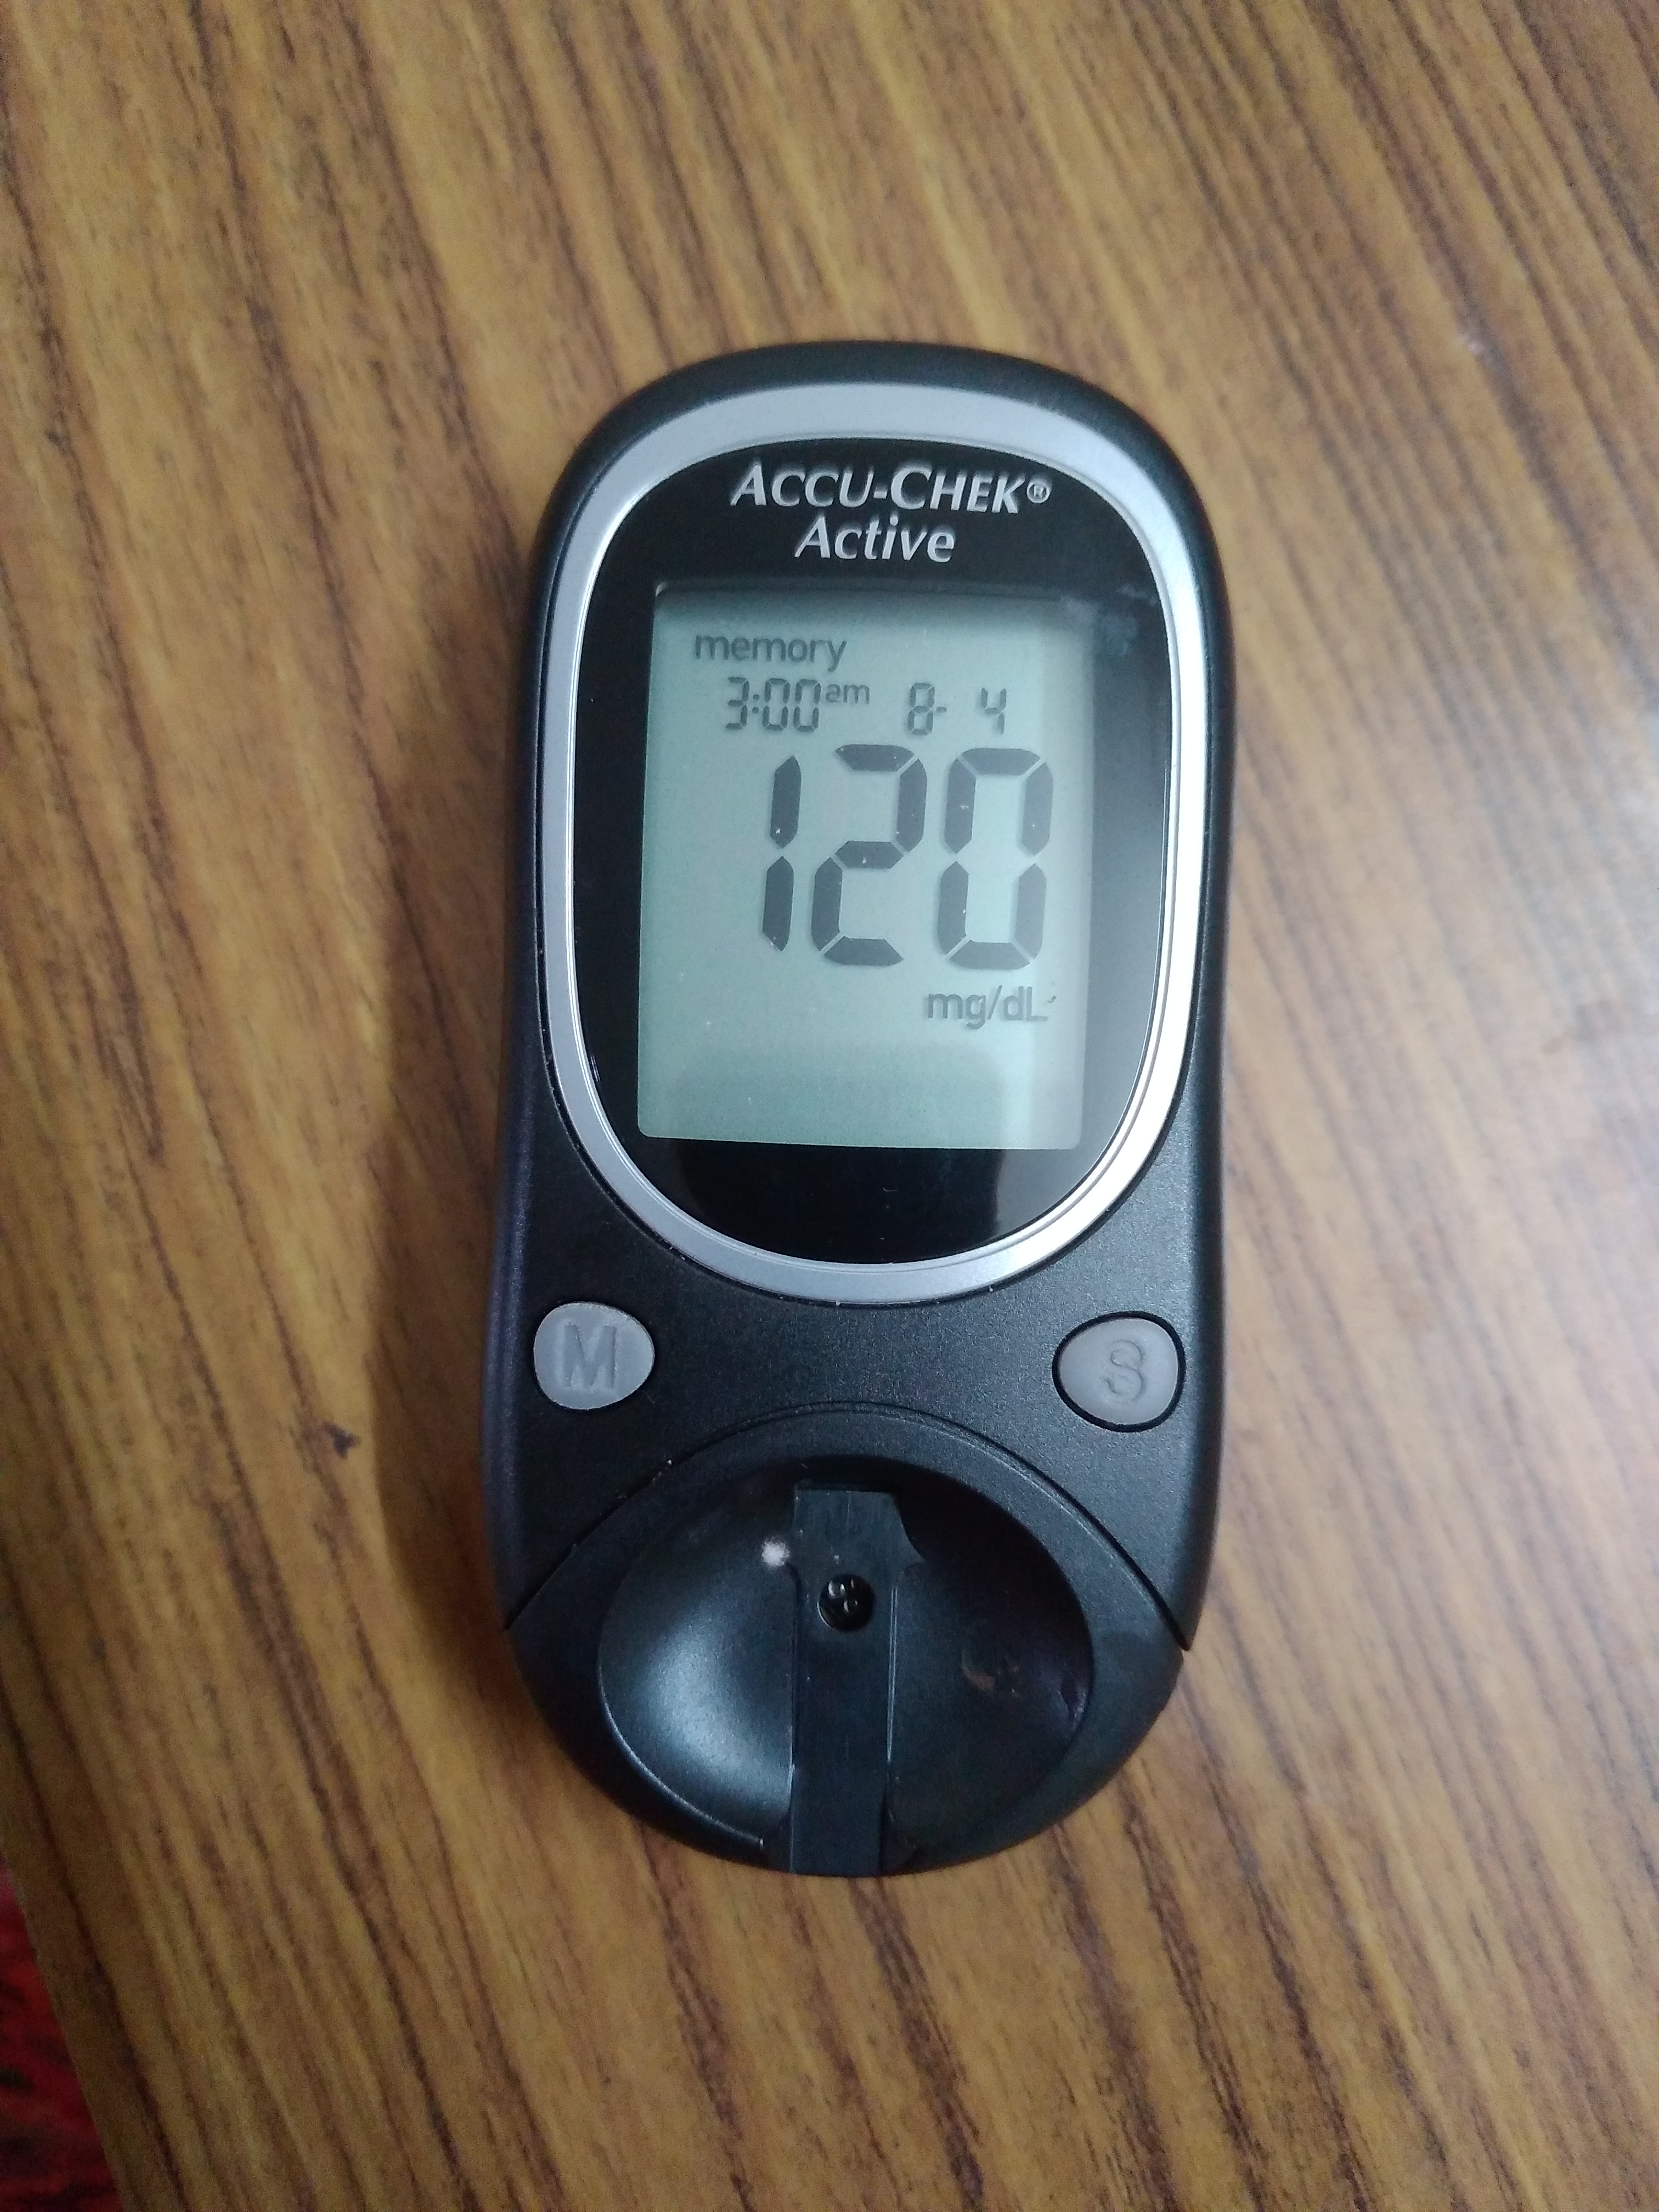 ACCU-CHEK®
Active
memory
3:00am 8-4
120
mg/dL
M S